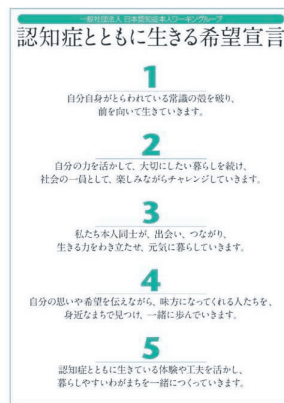 一般社団法人 日本認知症本人ワーキンググループ
認知症とともに生きる希望宣言
1
自分自身がとらわれている常識の殻を破り、
前を向いて生きていきます。
2
自分の力を活かして、大切にしたい暮らしを続け、
社会の一員として、楽しみながらチャレンジしていきます。
3
私たち本人同士が、出会い、つながり、
生きる力をわき立たせ、元気に暮らしていきます。
4
自分の思いや希望を伝えながら、味方になってくれる人たちを、
身近なまちで見つけ、一緒に歩んでいきます。
5
認知症とともに生きている体験や工夫を活かし、
暮らしやすいわがまちを一緒につくっていきます。